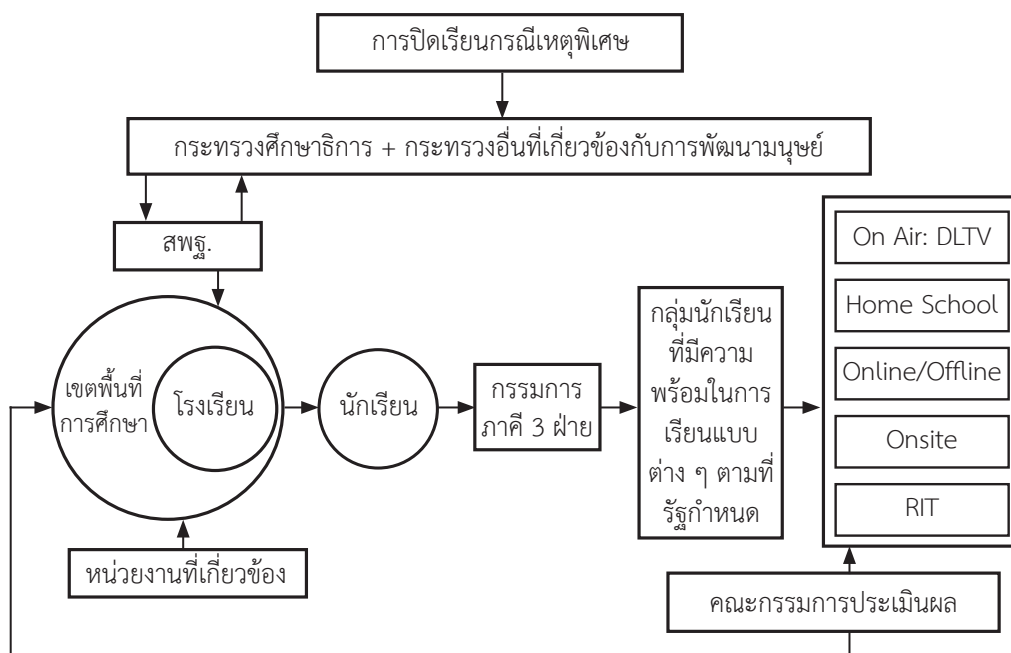 การปิดเรียนกรณีเหตุพิเศษ
กระทรวงศึกษาธิการ + กระทรวงอื่นที่เกี่ยวข้องกับการพัฒนามนุษย์
สพฐ.
เขตพื้นที่
การศึกษา
โรงเรียน
นักเรียน
กรรมการ
ภาคี 3 ฝ่าย
กลุ่มนักเรียน
ที่มีความ
พร้อมในการ
เรียนแบบ
ต่าง ๆ ตามที่
รัฐกำหนด
On Air: DLTV
Home School
Online/Offline
Onsite
RIT
หน่วยงานที่เกี่ยวข้อง
คณะกรรมการประเมินผล